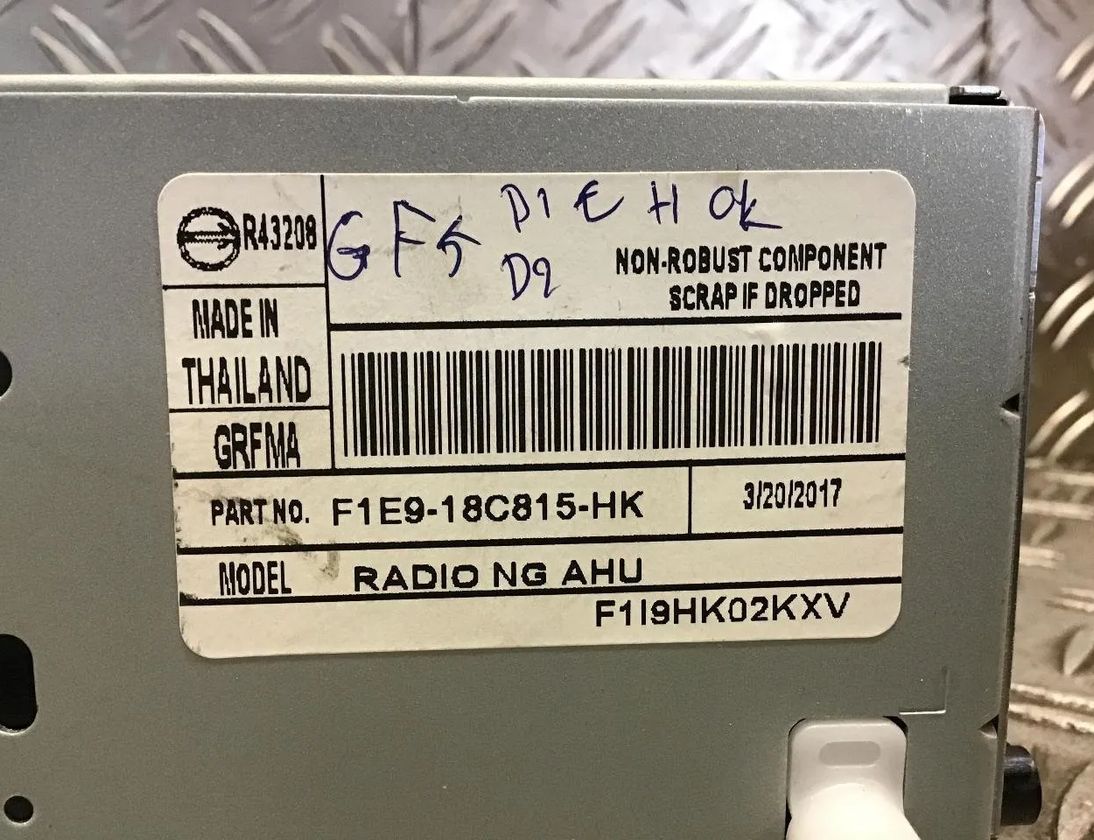 R43208
GF5 D1 E H Ok
D2
NON-ROBUST COMPONENT
SCRAP IF DROPPED
MADE IN
THAILAND
GRFMA
PART NO. F1E9-18C815-HK
3/20/2017
MODEL RADIO NG AHU
F1I9HK02KXV